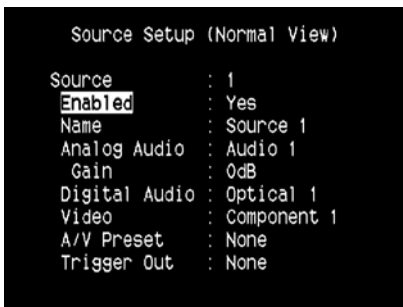 Source Setup (Normal View)
Source : 1
Enabled : Yes
Name : Source 1
Analog Audio : Audio 1
Gain : 0dB
Digital Audio : Optical 1
Video : Component 1
A/V Preset : None
Trigger Out : None